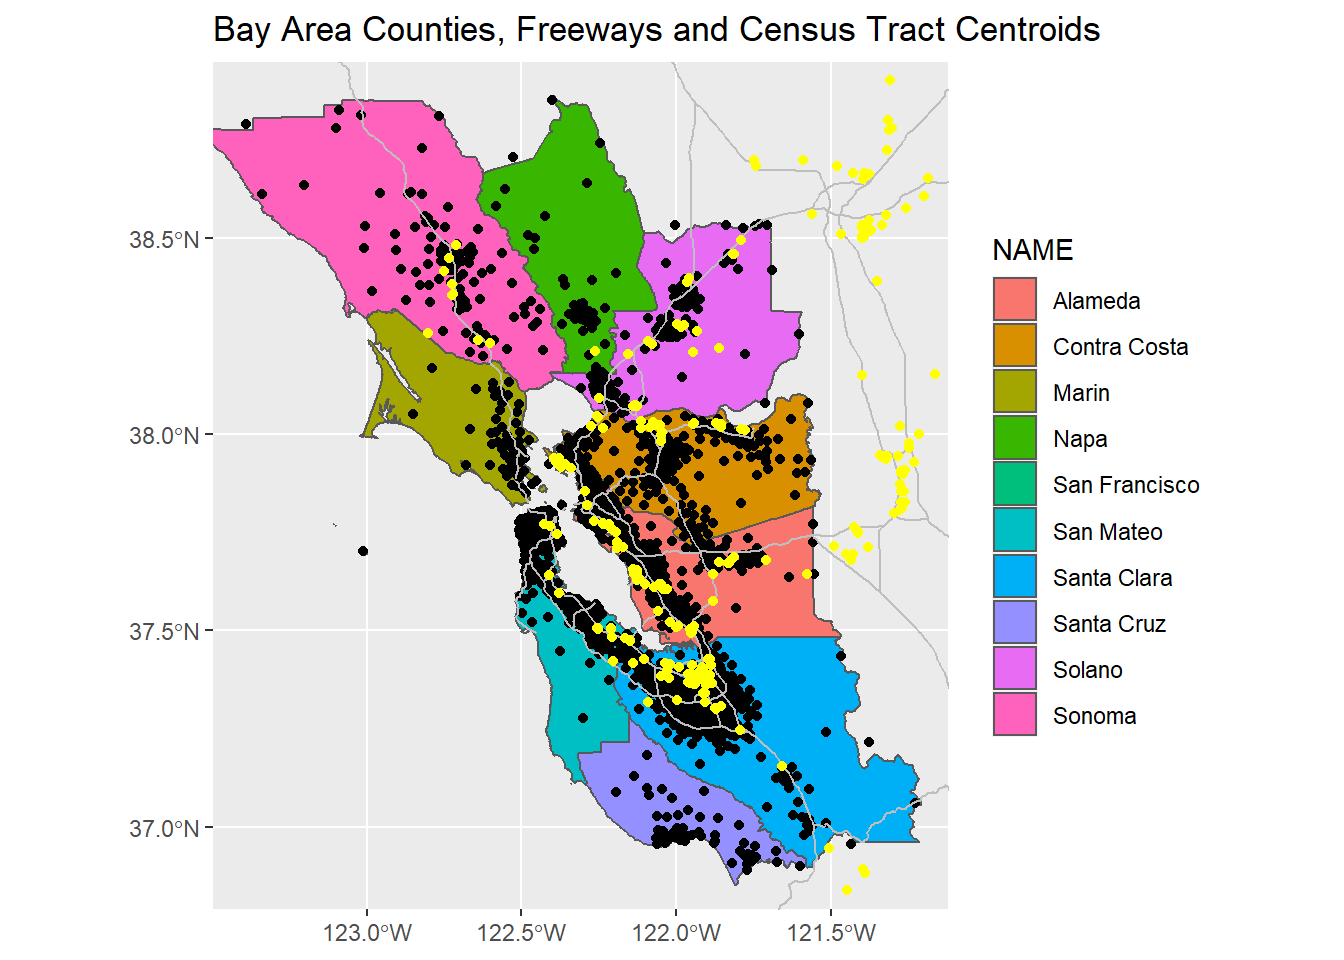 Bay Area Counties, Freeways and Census Tract Centroids
38.5°N
38.0°N
37.5°N
37.0°N
123.0°W
122.5°W
122.0°W
121.5°W
NAME
Alameda
Contra Costa
Marin
Napa
San Francisco
San Mateo
Santa Clara
Santa Cruz
Solano
Sonoma